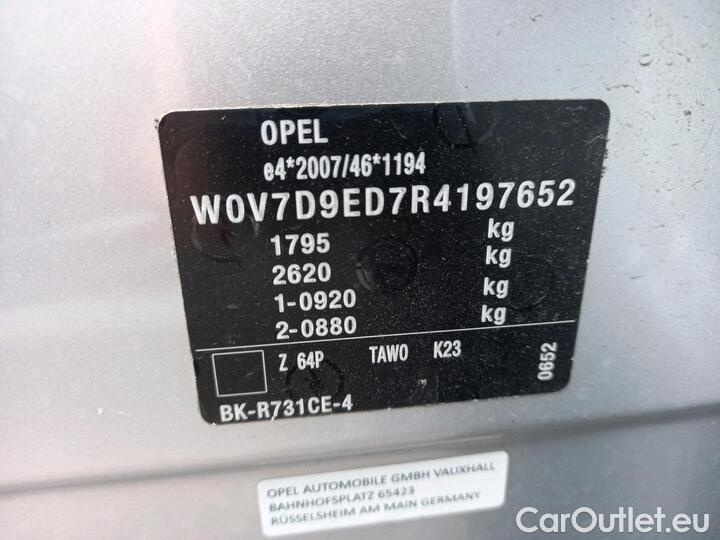 OPEL
e4*2007/46*1194
W0V7D9ED7R4197652
1795 kg
2620 kg
1-0920 kg
2-0880 kg
Z 64P TAW0 K23
0652
BK-R731CE-4
OPEL AUTOMOBILE GMBH VAUXHALL
BAHNHOFSPLATZ 65423
RÜSSELSHEIM AM MAIN GERMANY
CarOutlet.eu